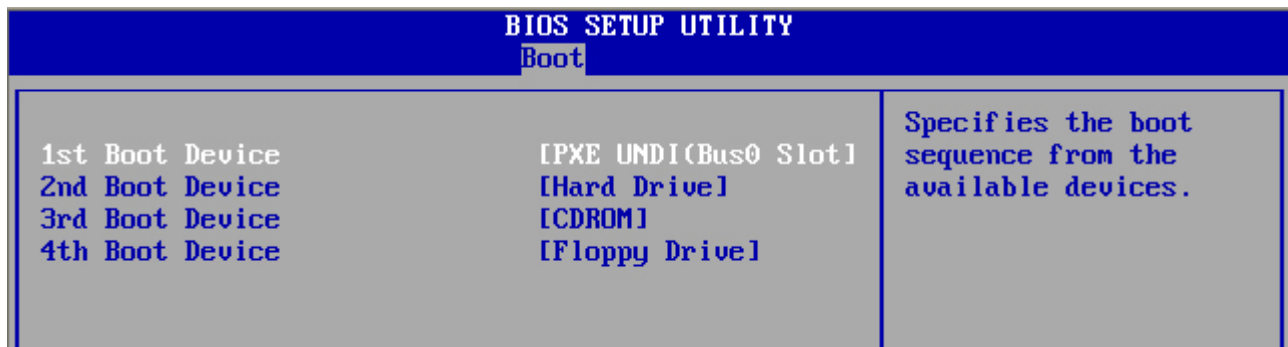 BIOS SETUP UTILITY
Boot
1st Boot Device [PXE UNDI(Bus0 Slot]
2nd Boot Device [Hard Drive]
3rd Boot Device [CDROM]
4th Boot Device [Floppy Drive]
Specifies the boot
sequence from the
available devices.